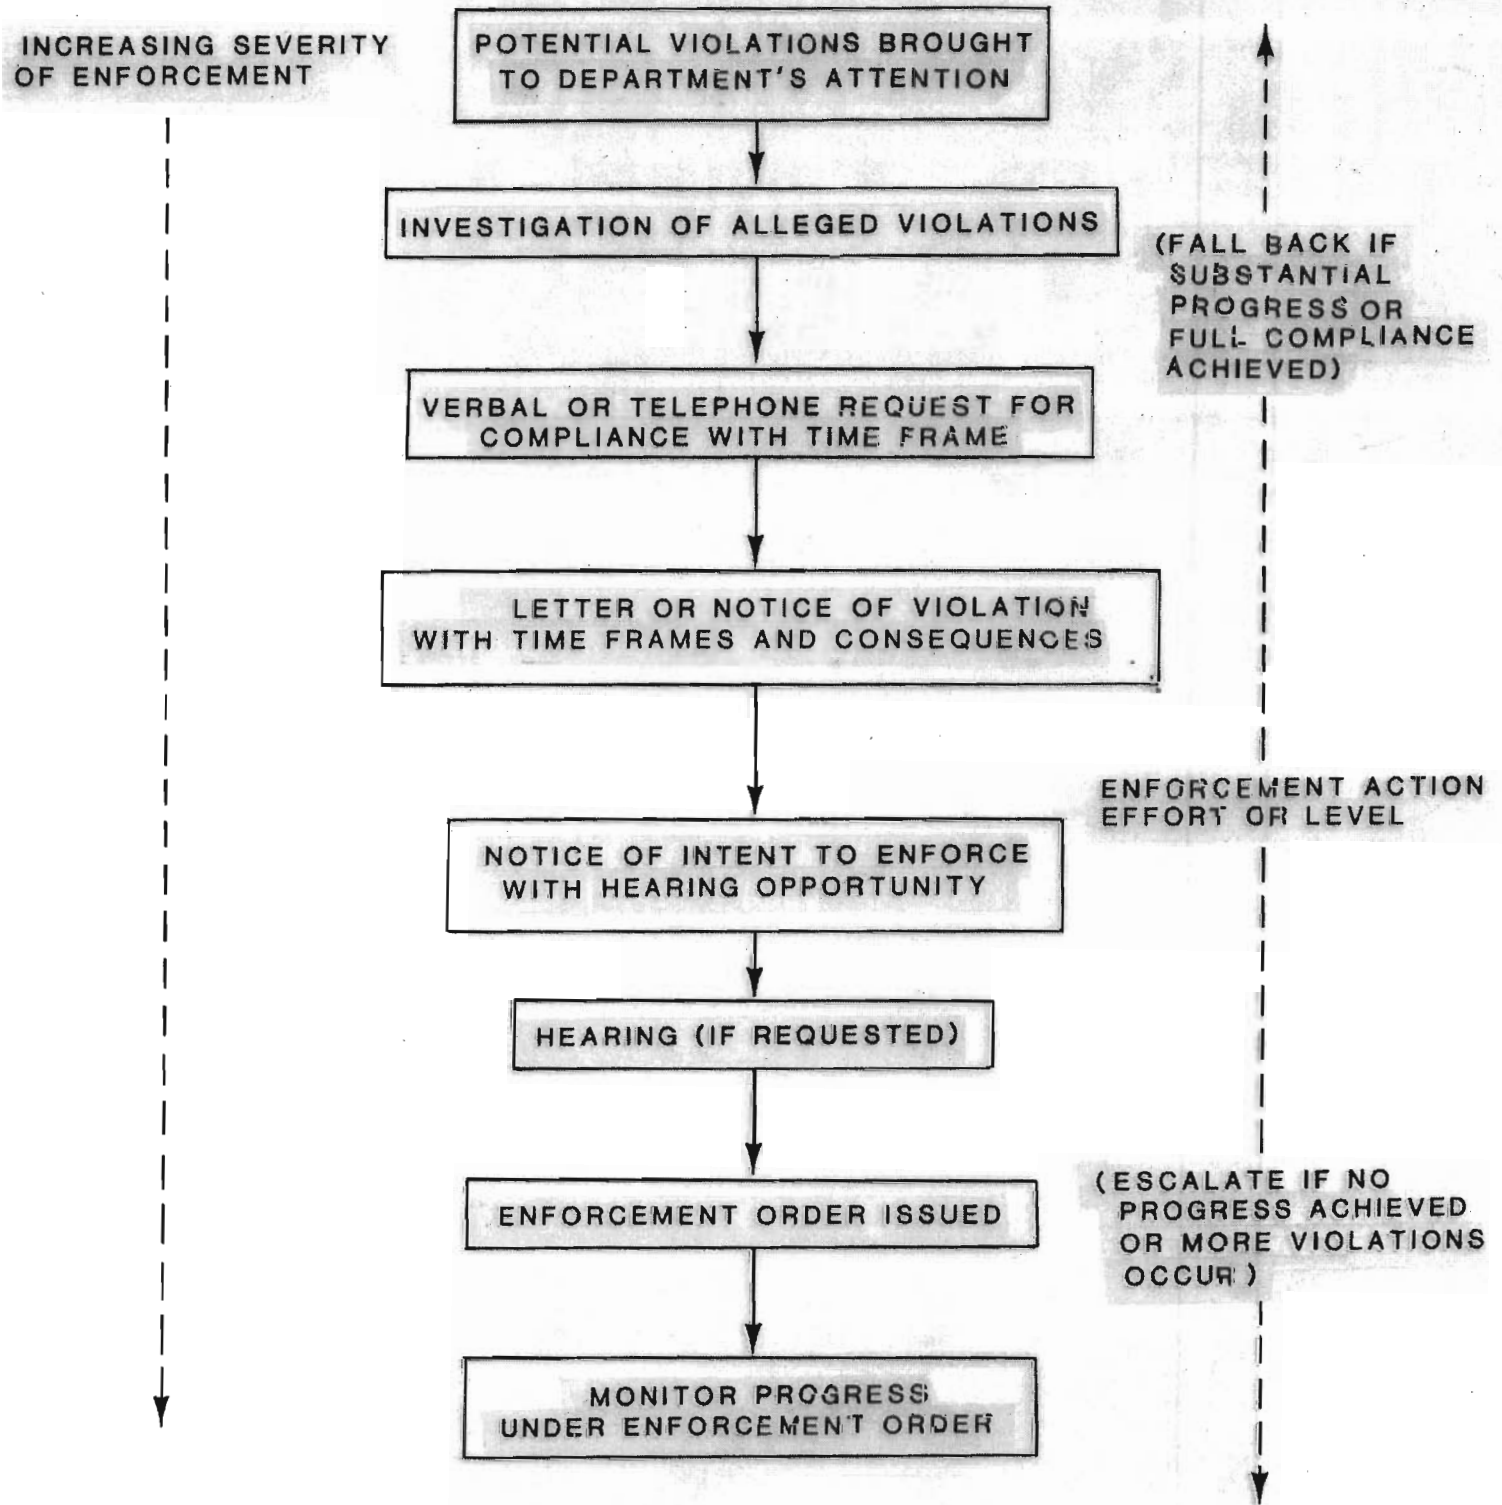 INCREASING SEVERITY
OF ENFORCEMENT
POTENTIAL VIOLATIONS BROUGHT
TO DEPARTMENT'S ATTENTION
INVESTIGATION OF ALLEGED VIOLATIONS
(FALL BACK IF
SUBSTANTIAL
PROGRESS OR
FULL COMPLIANCE
ACHIEVED)
VERBAL OR TELEPHONE REQUEST FOR
COMPLIANCE WITH TIME FRAME
LETTER OR NOTICE OF VIOLATION
WITH TIME FRAMES AND CONSEQUENCES
ENFORCEMENT ACTION
EFFORT OR LEVEL
NOTICE OF INTENT TO ENFORCE
WITH HEARING OPPORTUNITY
HEARING (IF REQUESTED)
ENFORCEMENT ORDER ISSUED
(ESCALATE IF NO
PROGRESS ACHIEVED
OR MORE VIOLATIONS
OCCUR)
MONITOR PROGRESS
UNDER ENFORCEMENT ORDER